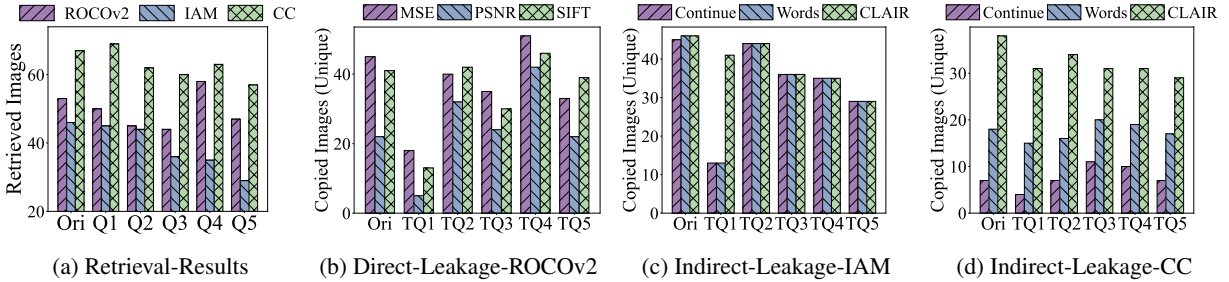 ROCOv2 IAM CC
Retrieved Images
60
40
20
Ori Q1 Q2 Q3 Q4 Q5
(a) Retrieval-Results
MSE PSNR SIFT
Copied Images (Unique)
40
20
0
Ori TQ1 TQ2 TQ3 TQ4 TQ5
(b) Direct-Leakage-ROCOv2
Continue Words CLAIR
Copied Images (Unique)
40
30
20
10
0
Ori TQ1 TQ2 TQ3 TQ4 TQ5
(c) Indirect-Leakage-IAM
Continue Words CLAIR
Copied Images (Unique)
30
20
10
0
Ori TQ1 TQ2 TQ3 TQ4 TQ5
(d) Indirect-Leakage-CC